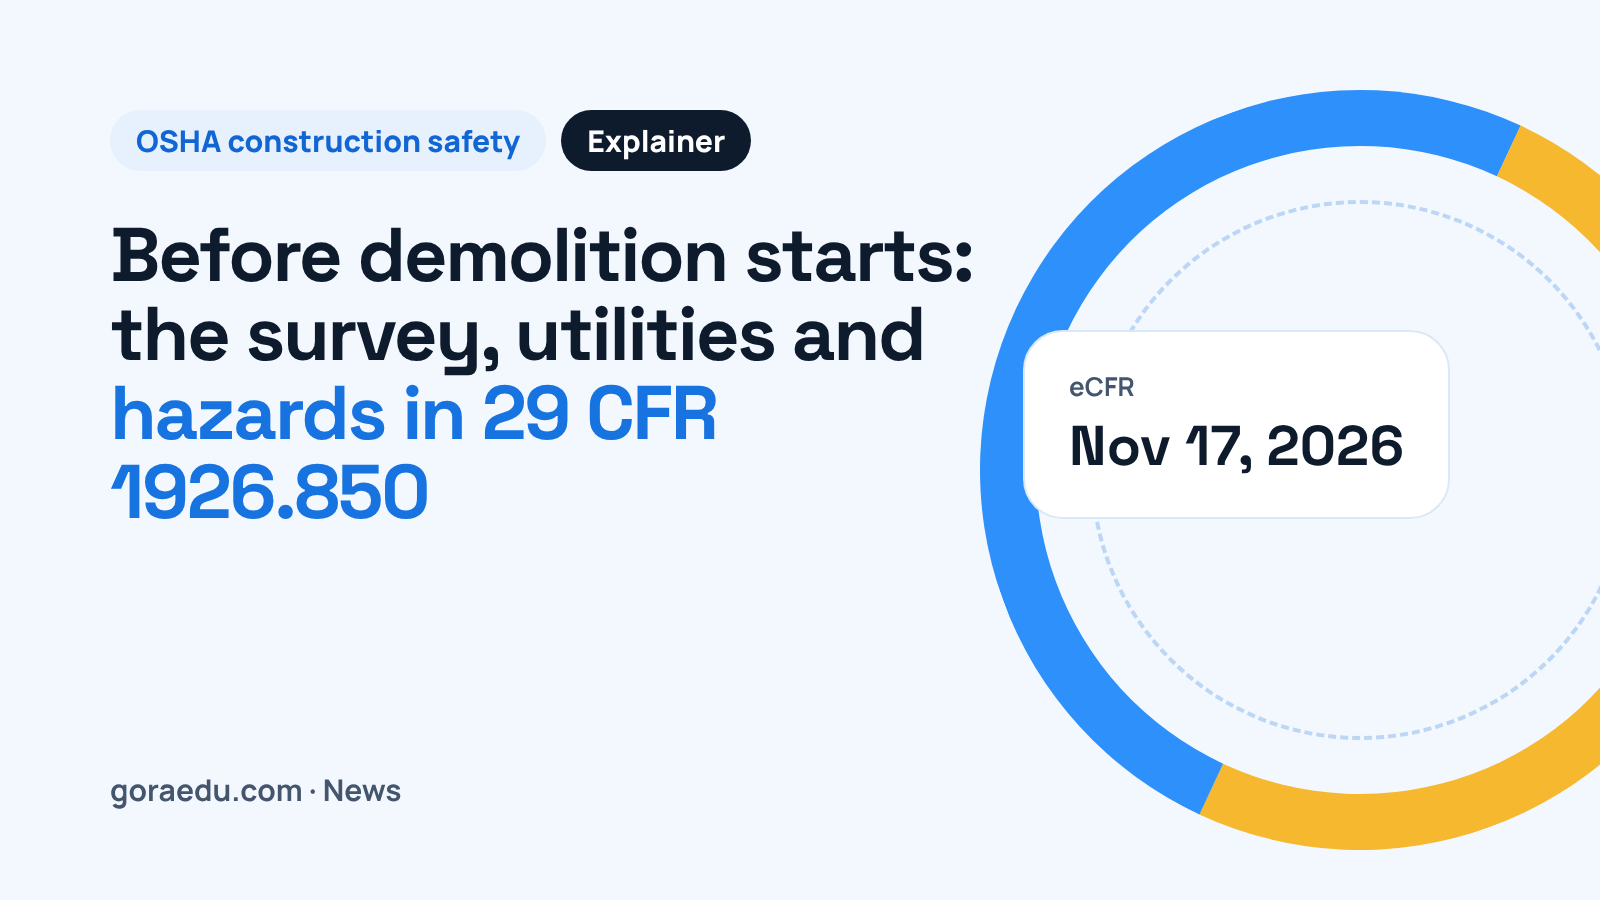 OSHA construction safety
Explainer
Before demolition starts:
the survey, utilities and
hazards in 29 CFR
1926.850
eCFR
Nov 17, 2026
goraedu.com · News